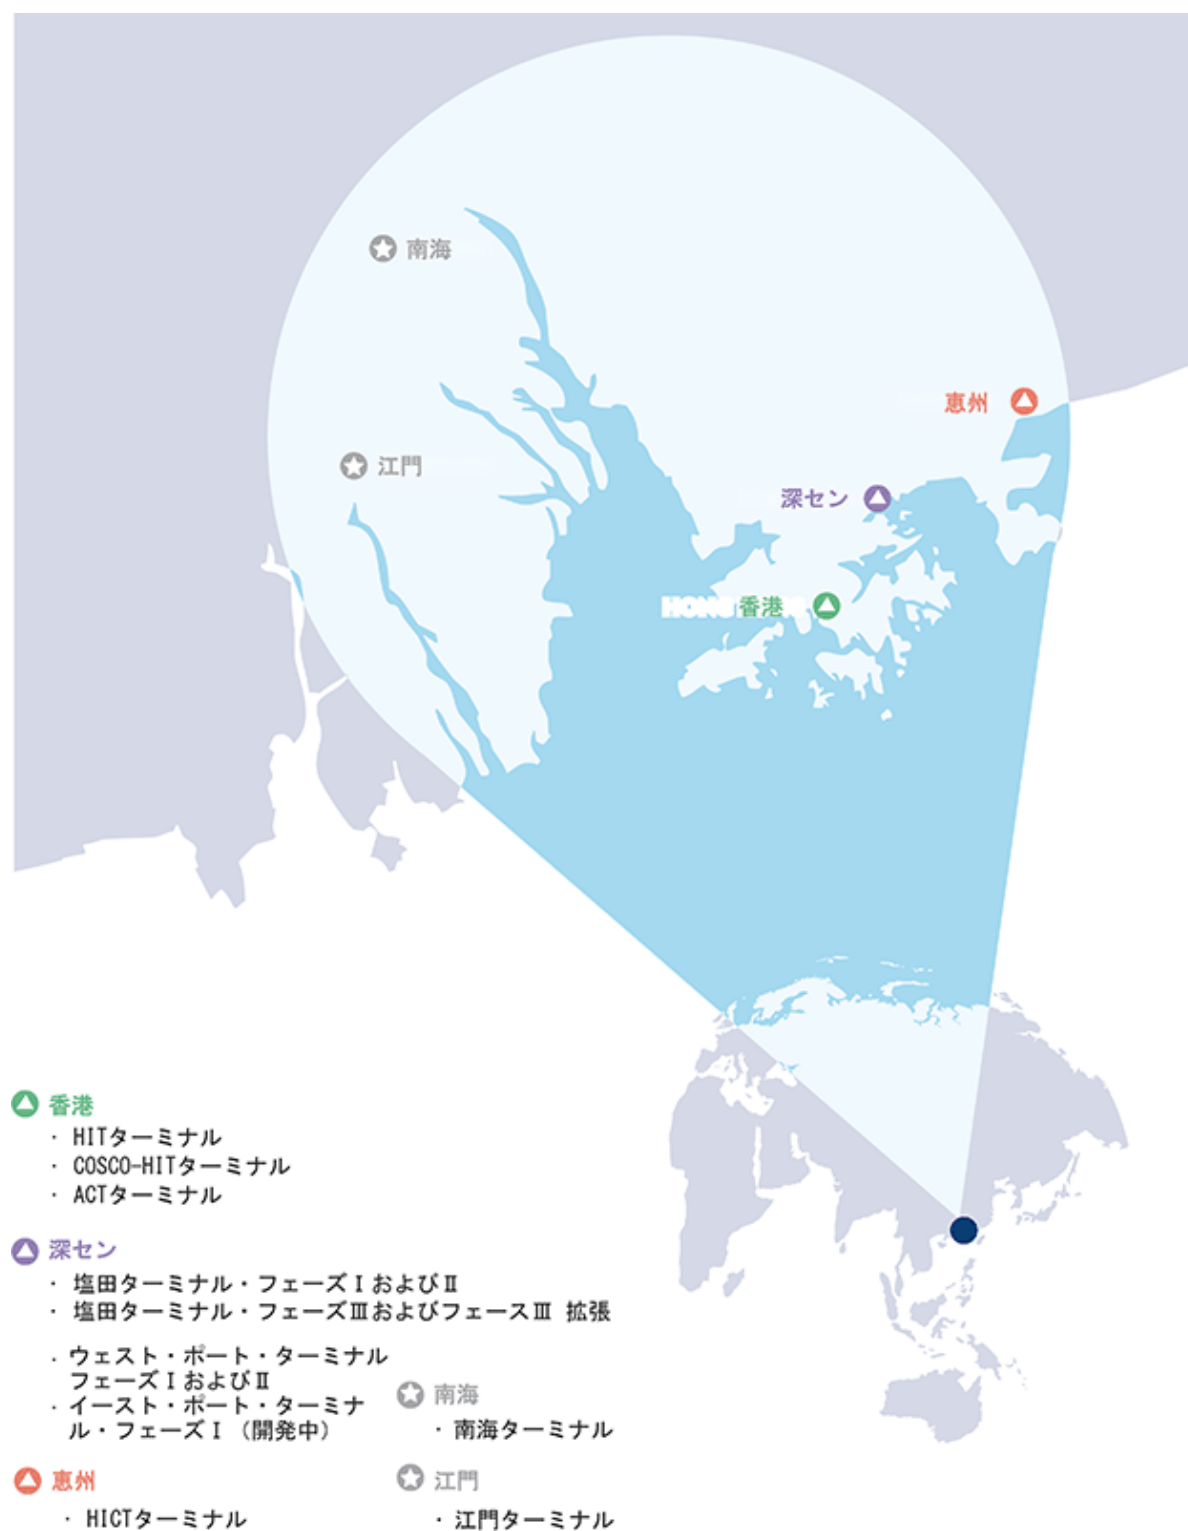 南海
惠州
江門
深セン
HONG 香港
香港
・ HITターミナル
・ COSCO-HITターミナル
・ ACTターミナル
深セン
・ 塩田ターミナル・フェーズⅠおよびⅡ
・ 塩田ターミナル・フェーズⅢおよびフェースⅢ 拡張
・ ウェスト・ポート・ターミナル
フェーズⅠおよびⅡ
・ イースト・ポート・ターミナ
ル・フェーズⅠ （開発中）
南海
・ 南海ターミナル
惠州
・ HICTターミナル
江門
・ 江門ターミナル